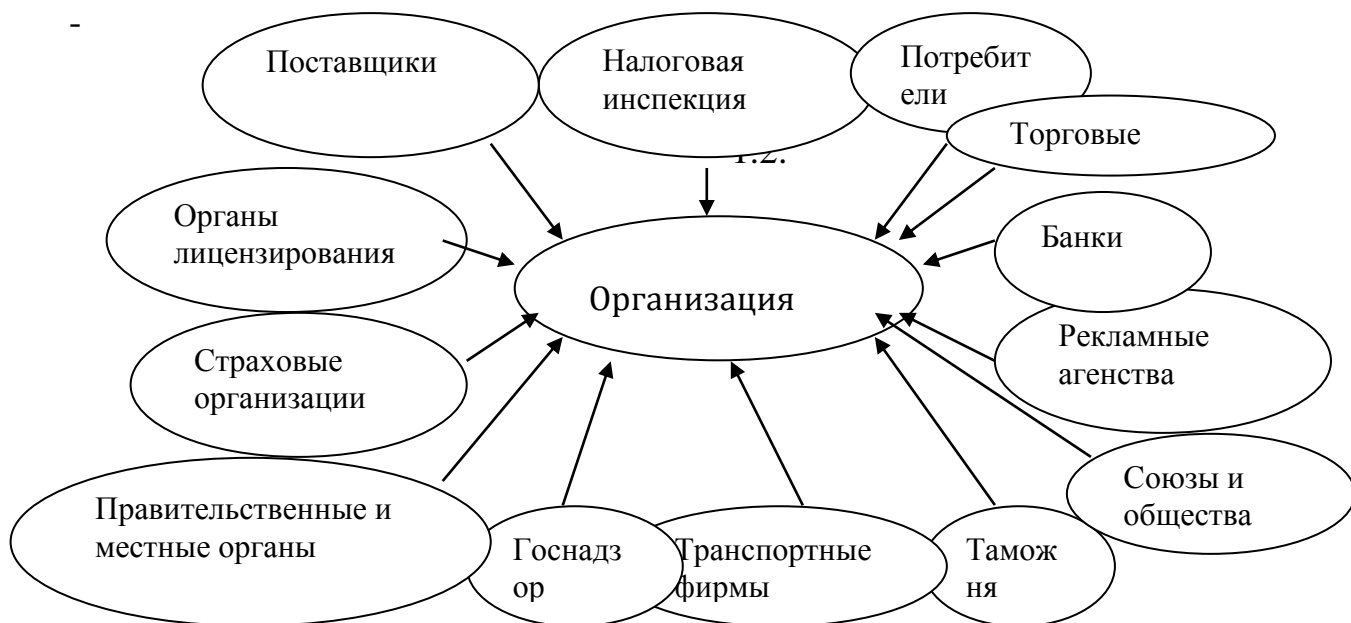 -
Поставщики
Налоговая
инспекция
Потребит
ели
Торговые
1.2.
Органы
лицензирования
Банки
Организация
Страховые
организации
Рекламные
агенства
Правительственные и
местные органы
Госнадз
ор
Транспортные
фирмы
Тамож
ня
Союзы и
общества